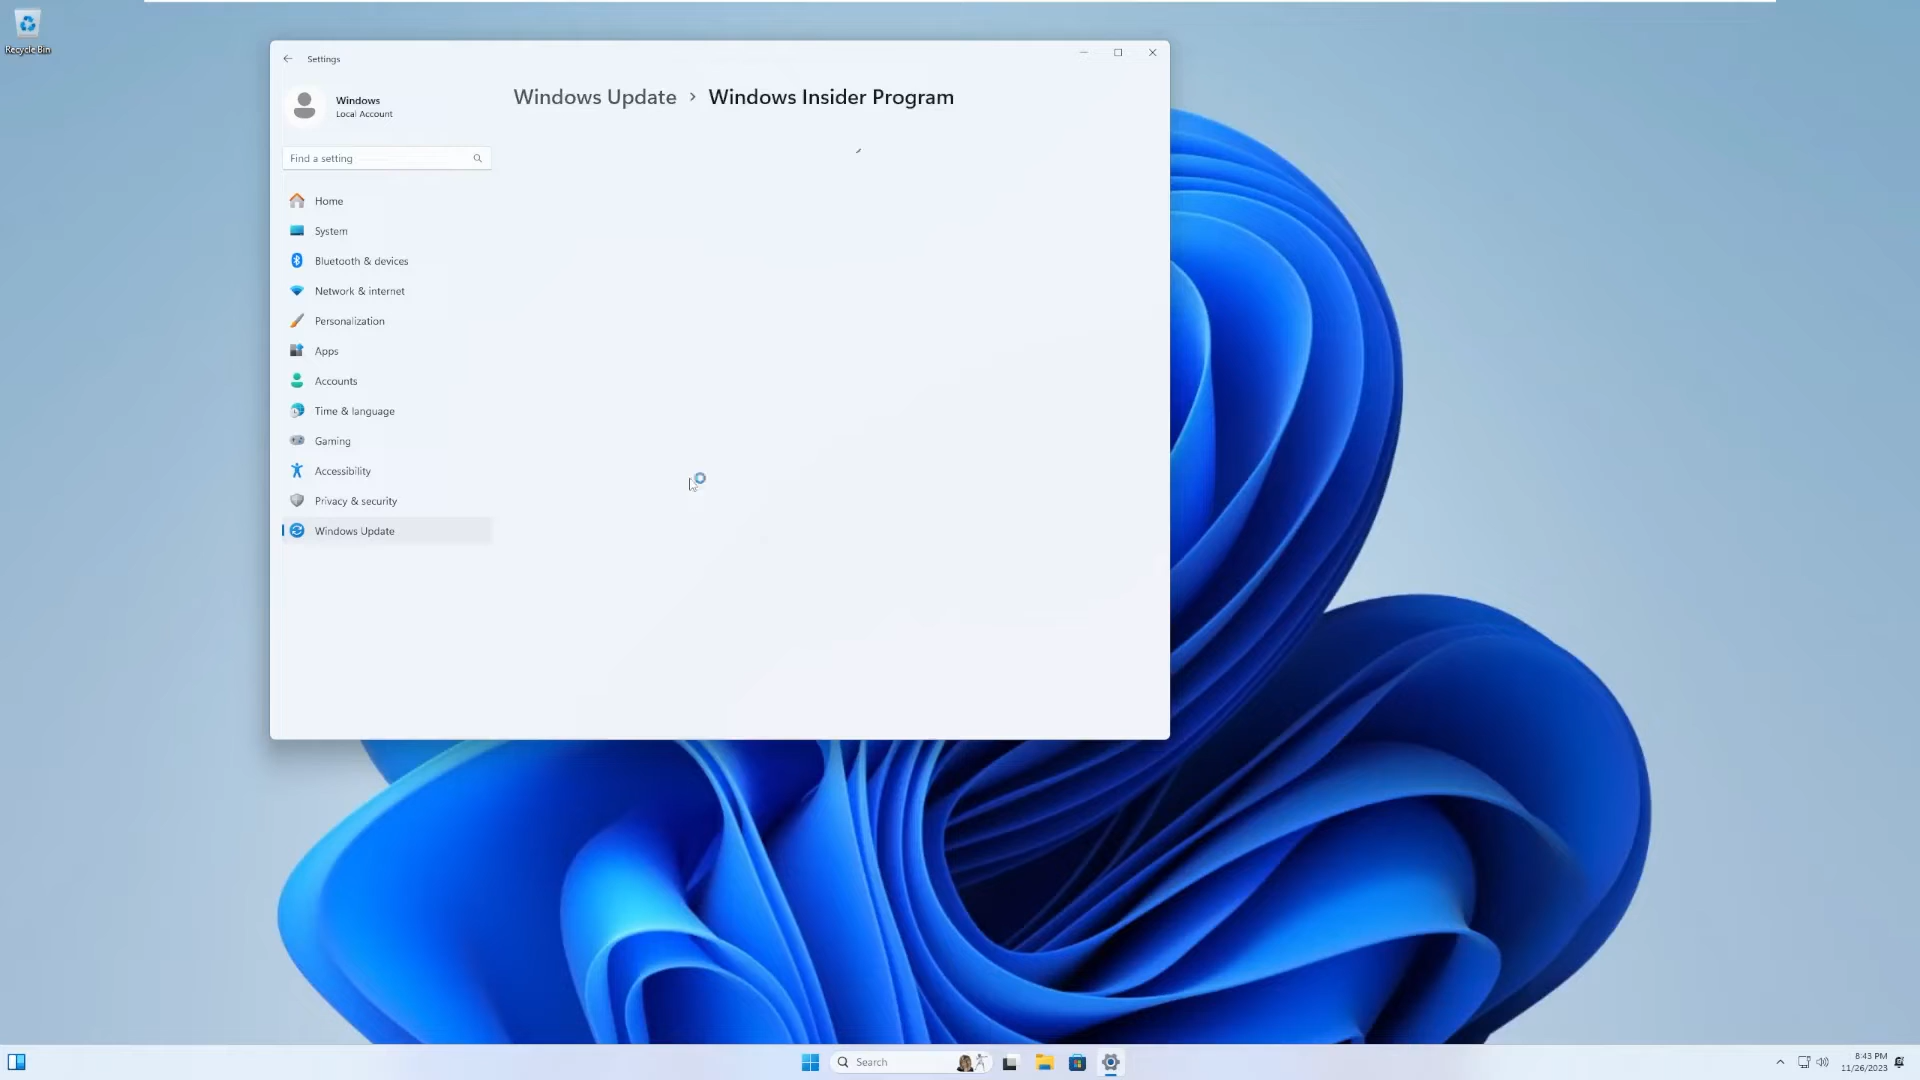 Recycle Bin
Settings
Windows
Local Account
Find a setting
Home
System
Bluetooth & devices
Network & internet
Personalization
Apps
Accounts
Time & language
Gaming
Accessibility
Privacy & security
Windows Update
Windows Update › Windows Insider Program
Search
8:43 PM
11/26/2023